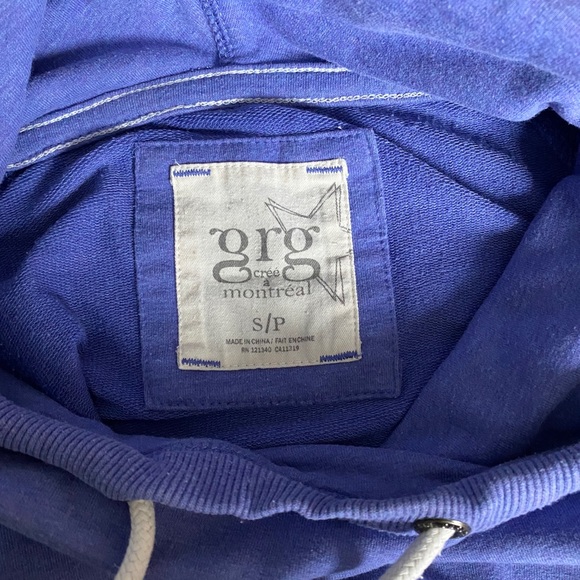 grg
créé
à
montréal
S/P
MADE IN CHINA / FAIT EN CHINE
RN 121340 CA11719